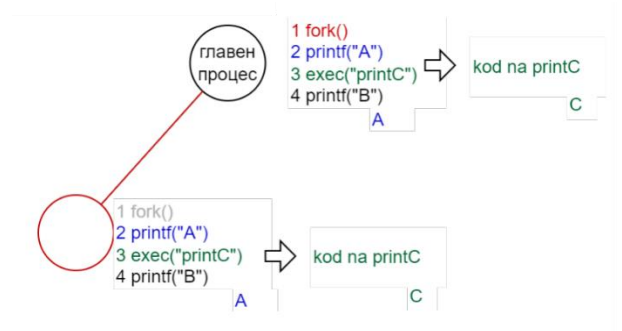 главен
процес
1 fork()
2 printf("A")
3 exec("printC")
4 printf("B")
A
kod na printC
C
1 fork()
2 printf("A")
3 exec("printC")
4 printf("B")
A
kod na printC
C